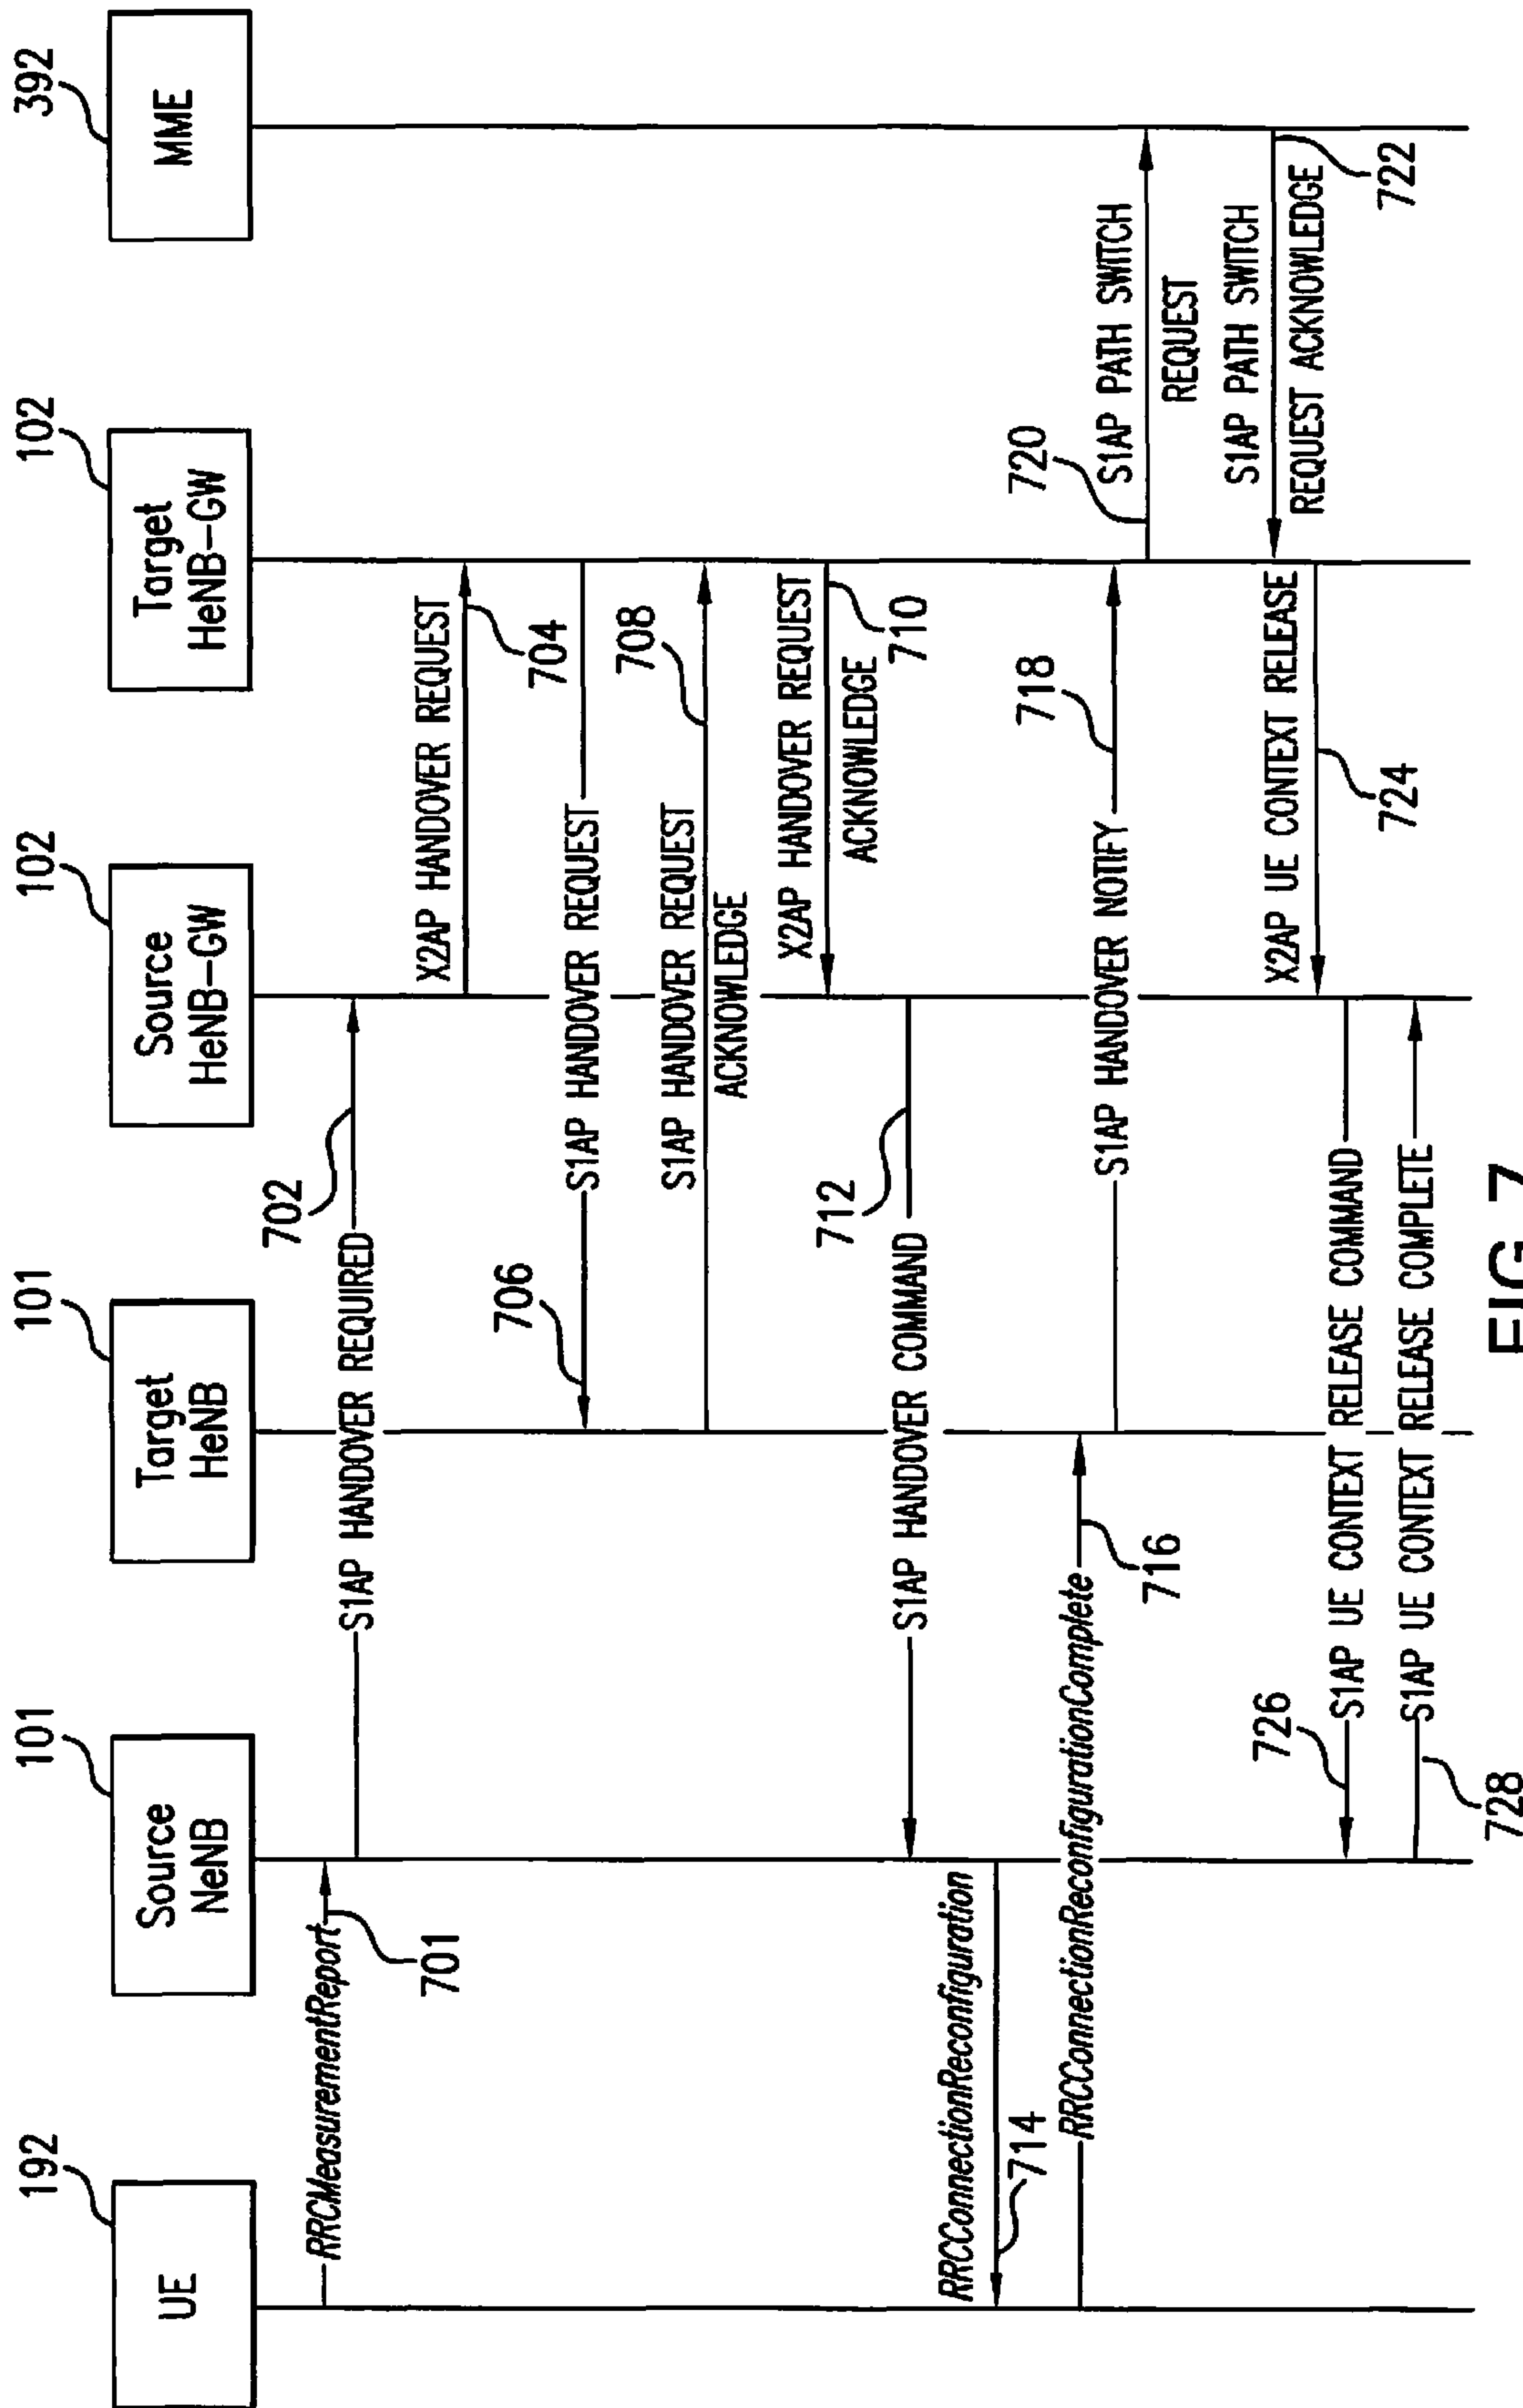 192
UE
101
Source
NeNB
101
Target
HeNB
102
Source
HeNB-GW
102
Target
HeNB-GW
392
MME
RRCMeasurementReport
701
S1AP HANDOVER REQUIRED
702
X2AP HANDOVER REQUEST
704
S1AP HANDOVER REQUEST
706
S1AP HANDOVER REQUEST
ACKNOWLEDGE
708
X2AP HANDOVER REQUEST
ACKNOWLEDGE
710
S1AP HANDOVER COMMAND
712
RRCConnectionReconfiguration
714
RRCConnectionReconfigurationComplete
716
S1AP HANDOVER NOTIFY
718
720
S1AP PATH SWITCH
REQUEST
S1AP PATH SWITCH
REQUEST ACKNOWLEDGE
722
X2AP UE CONTEXT RELEASE
724
726
S1AP UE CONTEXT RELEASE COMMAND
S1AP UE CONTEXT RELEASE COMPLETE
728
FIG.7